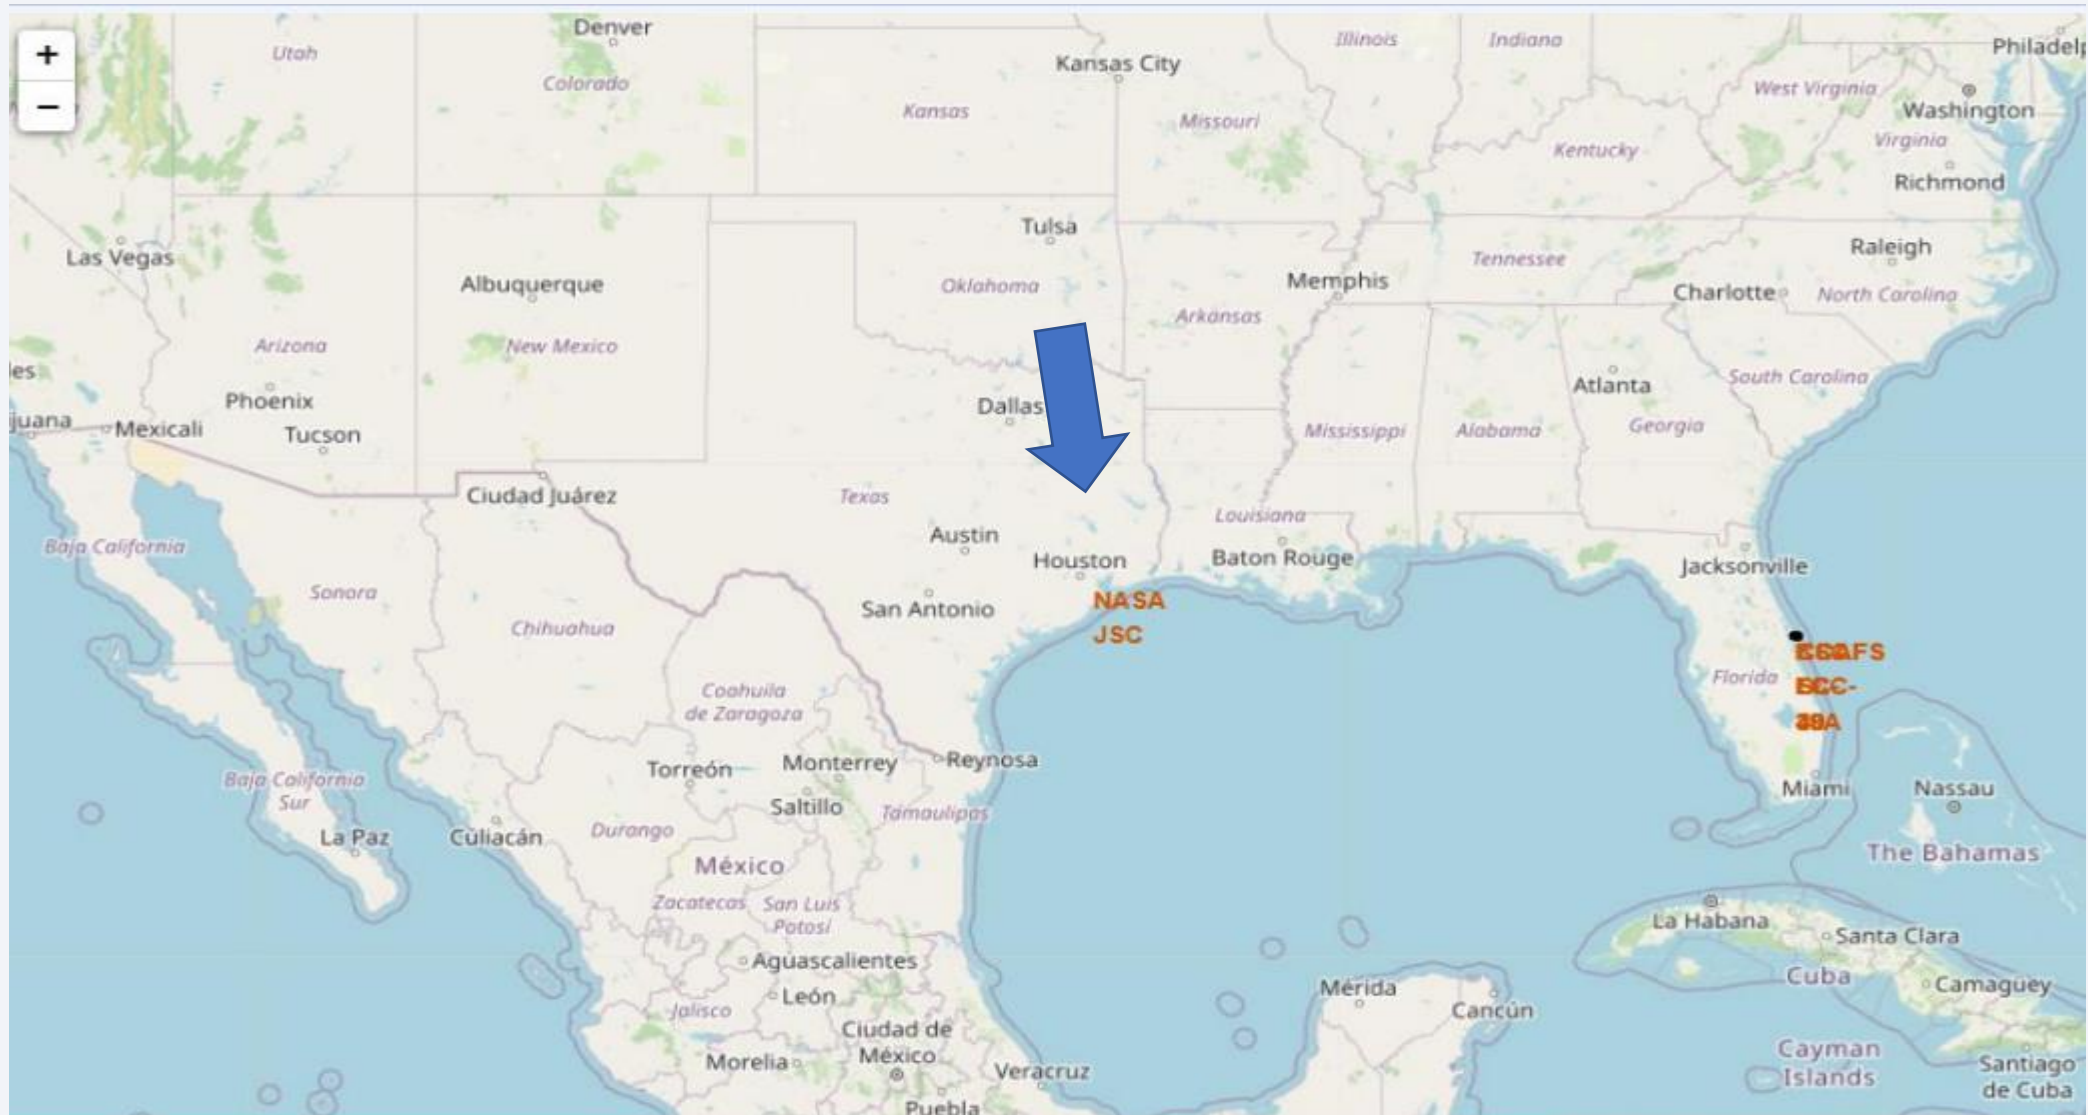 +
−
Denver
Utah
Colorado
Kansas
Kansas City
Missouri
Illinois
Indiana
Kentucky
West Virginia
Philadelp
Washington
Virginia
Richmond
Las Vegas
Albuquerque
Tulsa
Oklahoma
Memphis
Tennessee
Raleigh
Charlotte
North Carolina
Arkansas
Arizona
New Mexico
les
Phoenix
Dallas
Atlanta
South Carolina
juana
Mexicali
Tucson
Mississippi
Alabama
Georgia
Ciudad Juárez
Texas
Louisiana
Austin
Houston
Baton Rouge
Jacksonville
Baja California
Sonora
Chihuahua
San Antonio
NASA
JSC
Florida
Coahuila
de Zaragoza
Torreón
Monterrey
Reynosa
Saltillo
Tamaulipas
Baja California
Sur
La Paz
Culiacán
Durango
México
Miami
Nassau
The Bahamas
Zacatecas
San Luis
Potosí
La Habana
Santa Clara
Aguascalientes
Cuba
León
Mérida
Camagüey
Cancún
Jalisco
Ciudad de
México
Morelia
Veracruz
Cayman
Islands
Santiago
de Cuba
Puebla